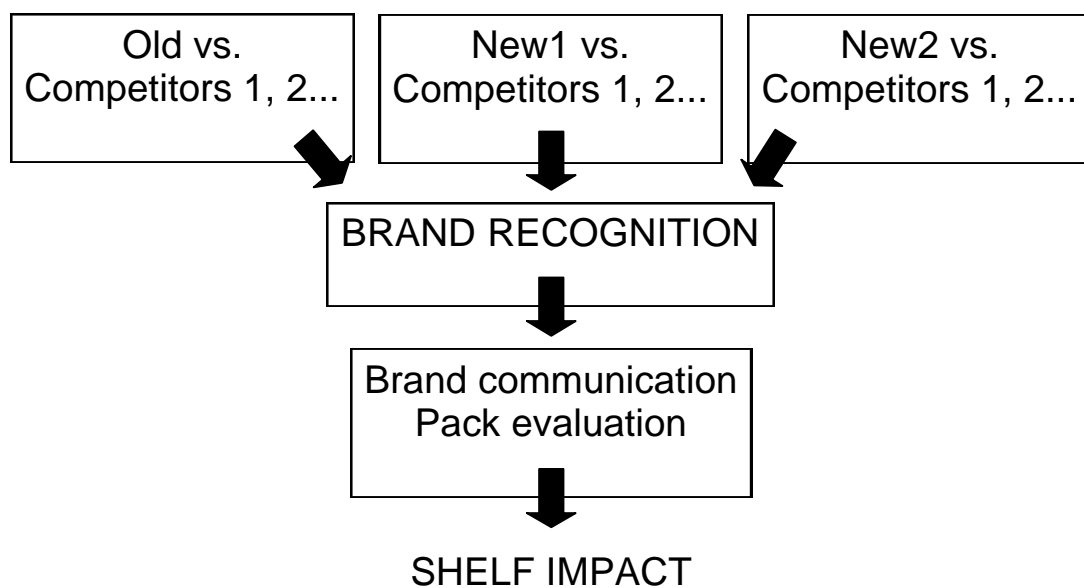 Old vs.
Competitors 1, 2...
New1 vs.
Competitors 1, 2...
New2 vs.
Competitors 1, 2...
BRAND RECOGNITION
Brand communication
Pack evaluation
SHELF IMPACT